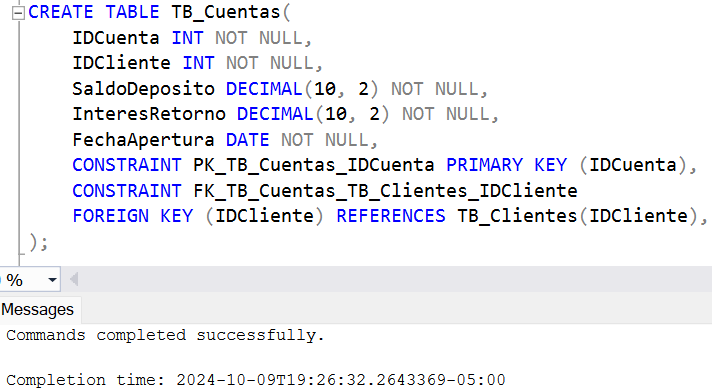 CREATE TABLE TB_Cuentas(
IDCuenta INT NOT NULL,
IDCliente INT NOT NULL,
SaldoDeposito DECIMAL(10, 2) NOT NULL,
InteresRetorno DECIMAL(10, 2) NOT NULL,
FechaApertura DATE NOT NULL,
CONSTRAINT PK_TB_Cuentas_IDCuenta PRIMARY KEY (IDCuenta),
CONSTRAINT FK_TB_Cuentas_TB_Clientes_IDCliente
FOREIGN KEY (IDCliente) REFERENCES TB_Clientes(IDCliente),
);
%
Messages
Commands completed successfully.
Completion time: 2024-10-09T19:26:32.2643369-05:00